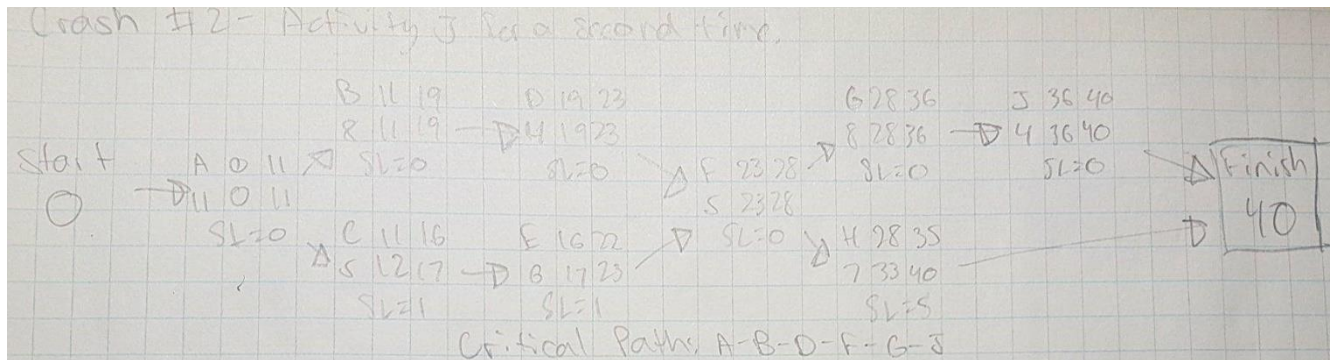 Crash #2 - Activity J for a second time.
B 11 19 D 19 23 G 28 36 J 36 40
8 11 19 4 19 23 8 28 36 4 36 40
Start A 0 11 SL=0 SL=0 F 23 28 SL=0 SL=0 Finish
0 11 0 11 5 23 28 40
SL=0 C 11 16 E 16 22 SL=0 H 28 35
5 12 17 6 17 23 7 33 40
SL=1 SL=1 SL=5
Critical Path: A-B-D-F-G-J